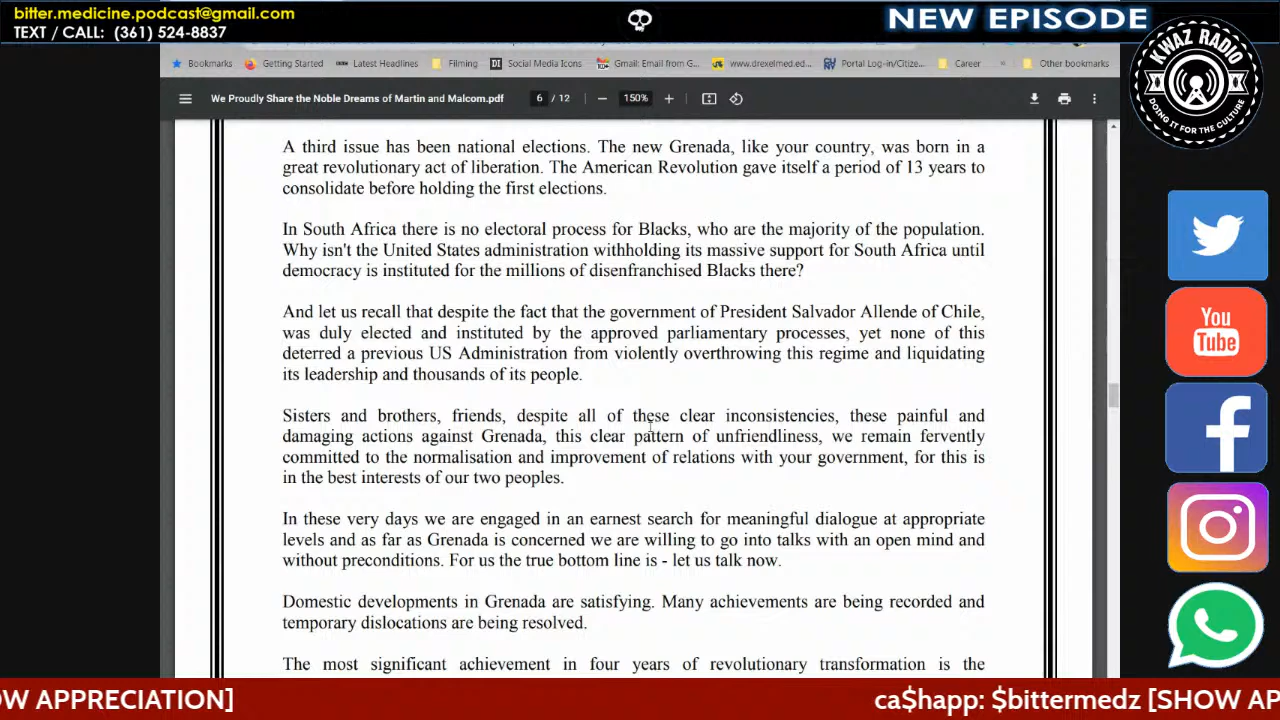 bitter.medicine.podcast@gmail.com
TEXT / CALL: (361) 524-8837
NEW EPISODE
KWAZ RADIO
DOING IT FOR THE CULTURE
Bookmarks Getting Started Latest Headlines Filming Social Media Icons Gmail: Email from G... www.drexelmed.ed... Portal Log-in/Citize... Career » Other bookmarks
We Proudly Share the Noble Dreams of Martin and Malcom.pdf 6 / 12 150%
A third issue has been national elections. The new Grenada, like your country, was born in a
great revolutionary act of liberation. The American Revolution gave itself a period of 13 years to
consolidate before holding the first elections.
In South Africa there is no electoral process for Blacks, who are the majority of the population.
Why isn't the United States administration withholding its massive support for South Africa until
democracy is instituted for the millions of disenfranchised Blacks there?
And let us recall that despite the fact that the government of President Salvador Allende of Chile,
was duly elected and instituted by the approved parliamentary processes, yet none of this
deterred a previous US Administration from violently overthrowing this regime and liquidating
its leadership and thousands of its people.
Sisters and brothers, friends, despite all of these clear inconsistencies, these painful and
damaging actions against Grenada, this clear pattern of unfriendliness, we remain fervently
committed to the normalisation and improvement of relations with your government, for this is
in the best interests of our two peoples.
In these very days we are engaged in an earnest search for meaningful dialogue at appropriate
levels and as far as Grenada is concerned we are willing to go into talks with an open mind and
without preconditions. For us the true bottom line is - let us talk now.
Domestic developments in Grenada are satisfying. Many achievements are being recorded and
temporary dislocations are being resolved.
The most significant achievement in four years of revolutionary transformation is the
You
Tube
OW APPRECIATION]
ca$happ: $bittermedz [SHOW AP